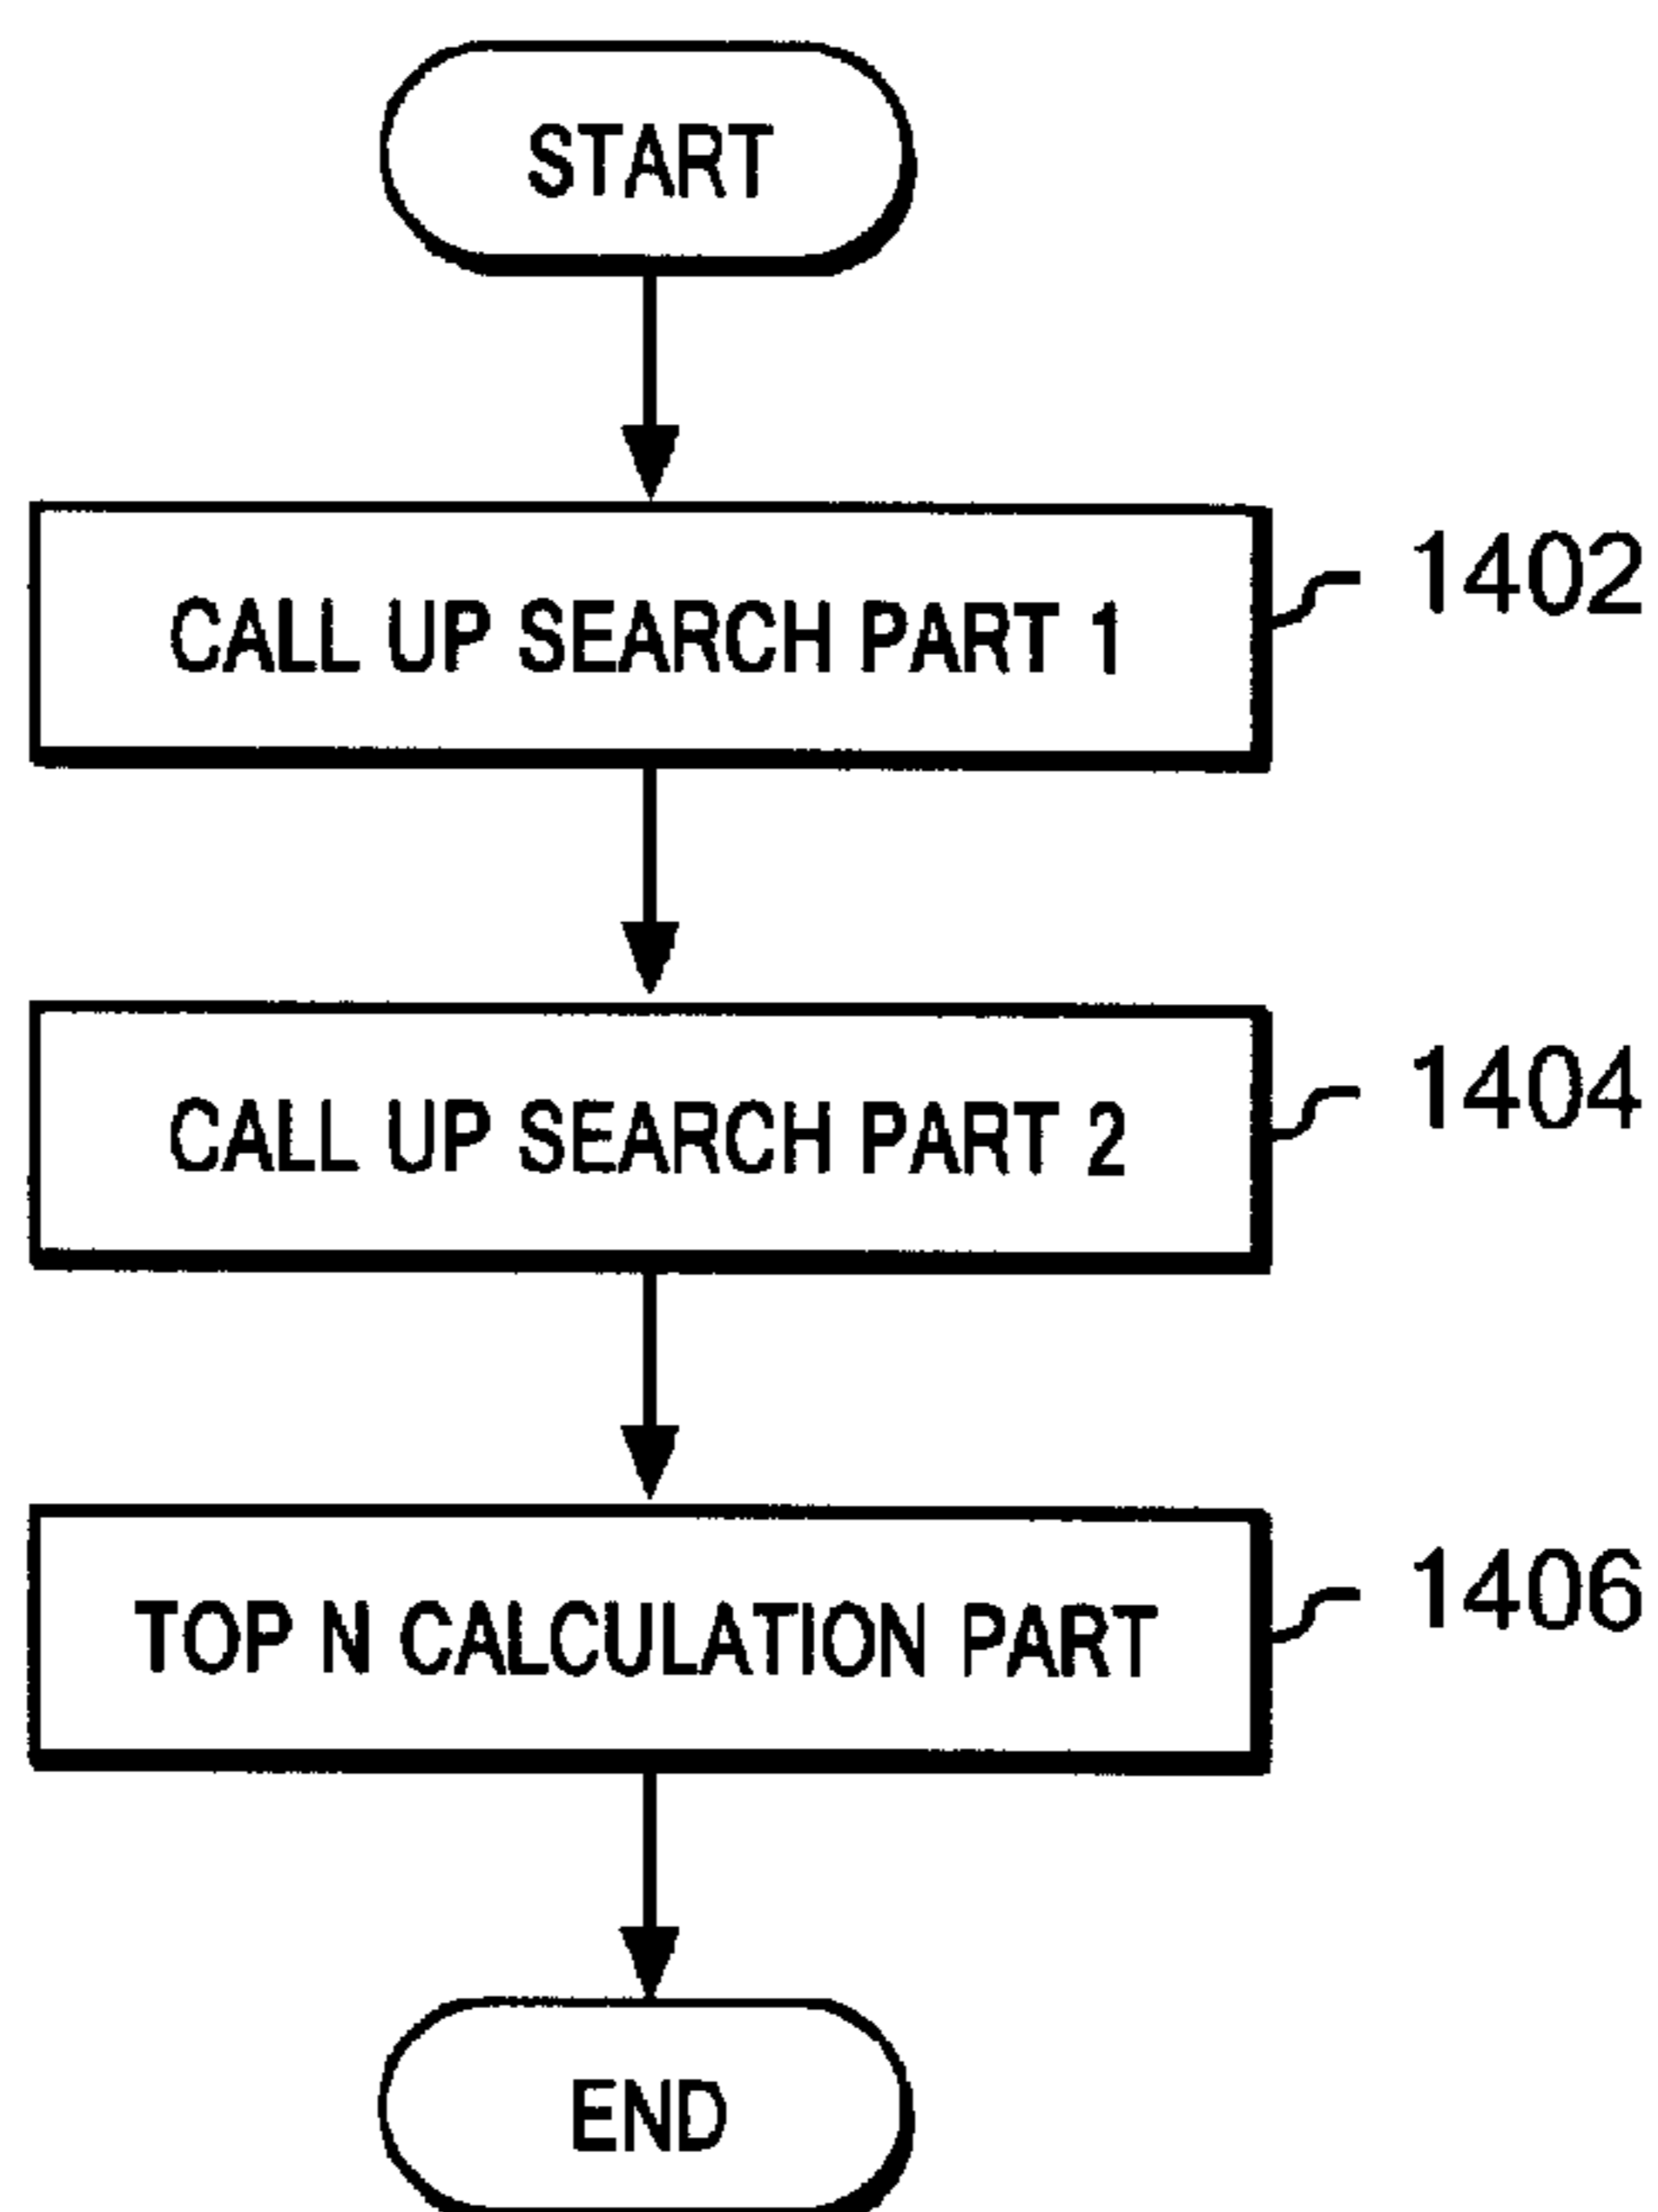 START
CALL UP SEARCH PART 1
1402
CALL UP SEARCH PART 2
1404
TOP N CALCULATION PART
1406
END